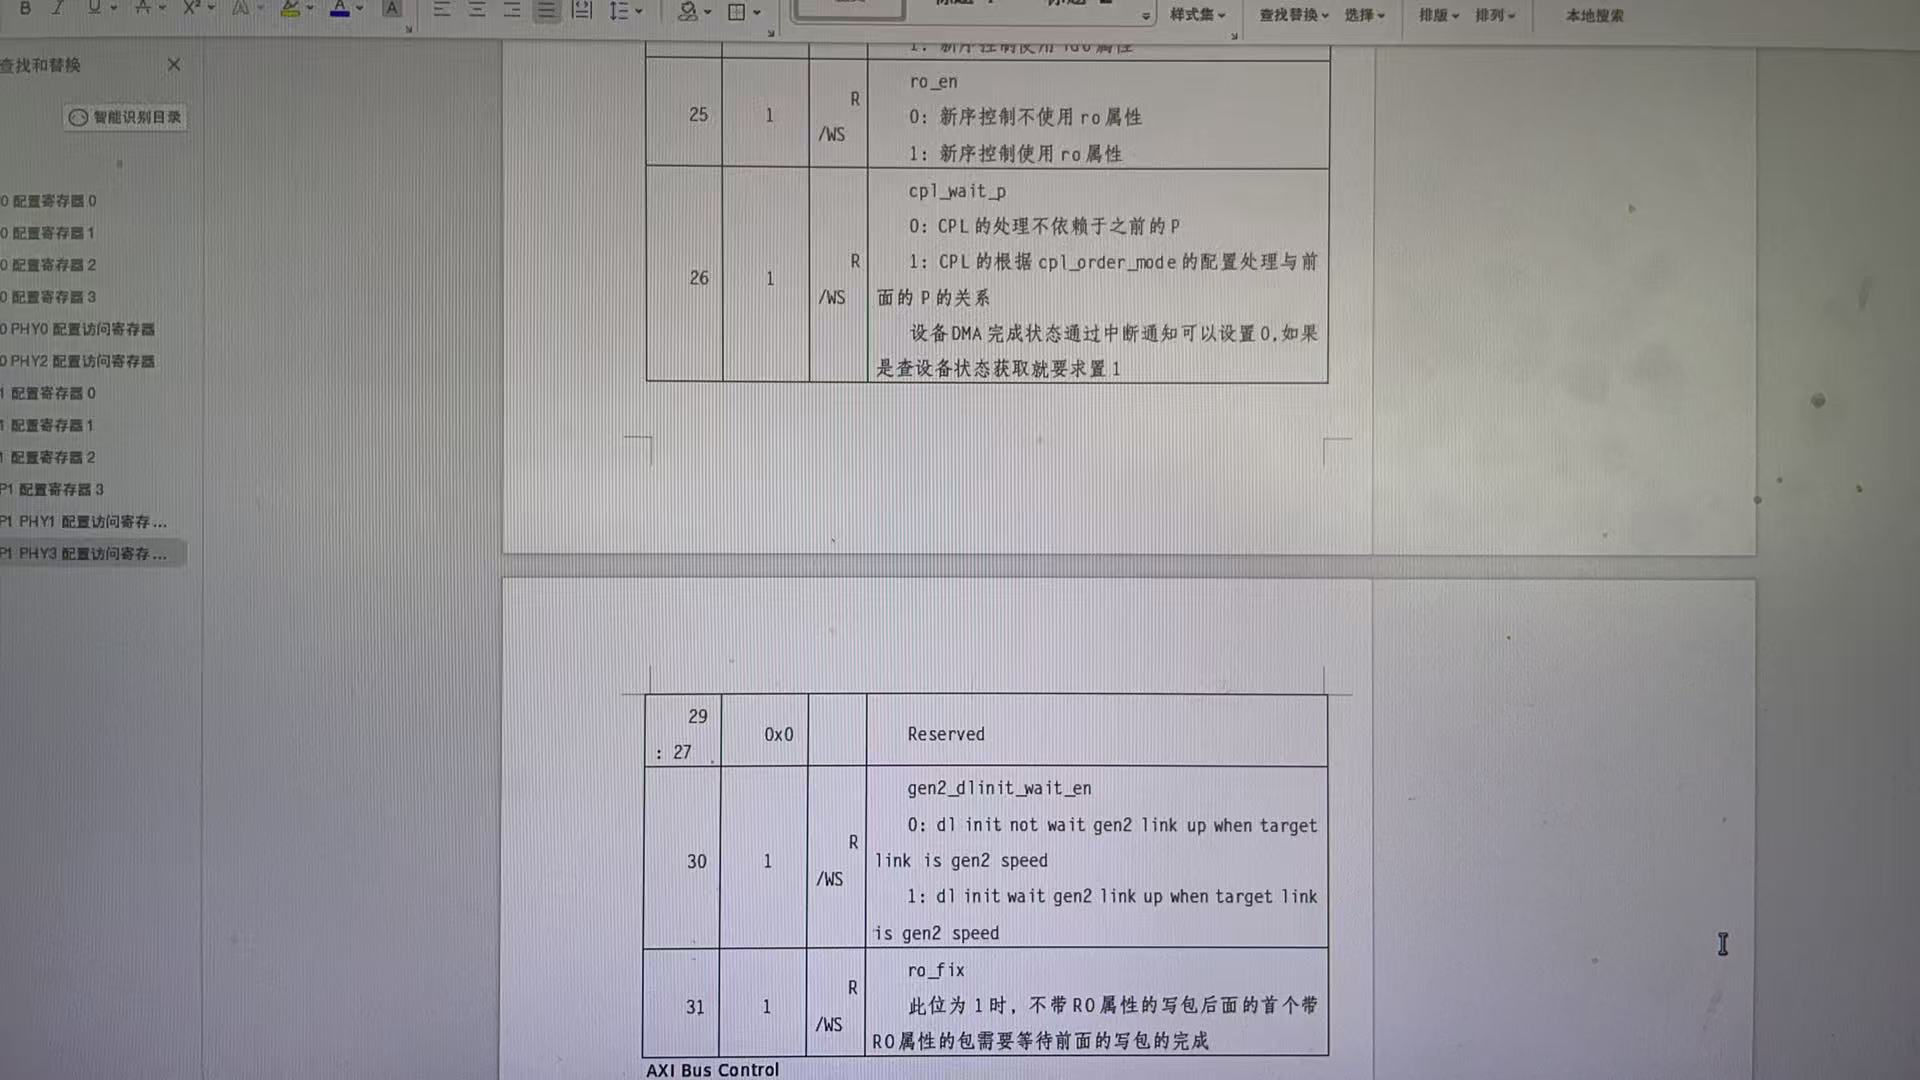 B I U A X² A A A
样式集 查找替换 选择 排版 排列 本地搜索
查找和替换 ×
智能识别目录
0 配置寄存器 0
0 配置寄存器 1
0 配置寄存器 2
0 配置寄存器 3
0 PHY0 配置访问寄存器
0 PHY2 配置访问寄存器
1 配置寄存器 0
1 配置寄存器 1
1 配置寄存器 2
P1 配置寄存器 3
P1 PHY1 配置访问寄存 ...
P1 PHY3 配置访问寄存 ...
1: 新序控制使用 ido 属性
25 1 R/WS
ro_en
0: 新序控制不使用 ro 属性
1: 新序控制使用 ro 属性
26 1 R/WS
cpl_wait_p
0: CPL 的处理不依赖于之前的 P
1: CPL 的根据 cpl_order_mode 的配置处理与前
面的 P 的关系
设备 DMA 完成状态通过中断通知可以设置 0,如果
是查设备状态获取就要求置 1
29
: 27
0x0
Reserved
30 1 R/WS
gen2_dlinit_wait_en
0: dl init not wait gen2 link up when target
link is gen2 speed
1: dl init wait gen2 link up when target link
is gen2 speed
31 1 R/WS
ro_fix
此位为 1 时，不带 RO 属性的写包后面的首个带
RO 属性的包需要等待前面的写包的完成
AXI Bus Control